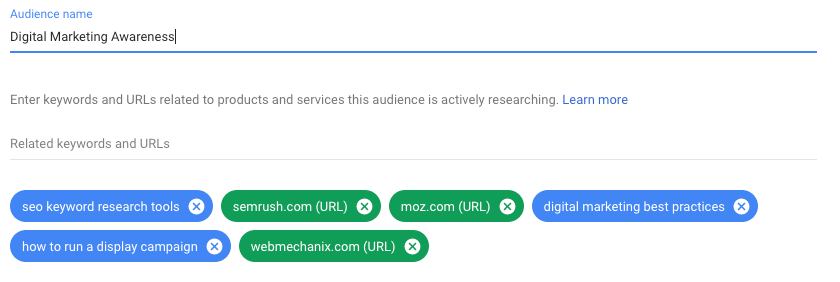 Audience name
Digital Marketing Awareness
Enter keywords and URLs related to products and services this audience is actively researching. Learn more
Related keywords and URLs
seo keyword research tools semrush.com (URL) moz.com (URL) digital marketing best practices
how to run a display campaign webmechanix.com (URL)